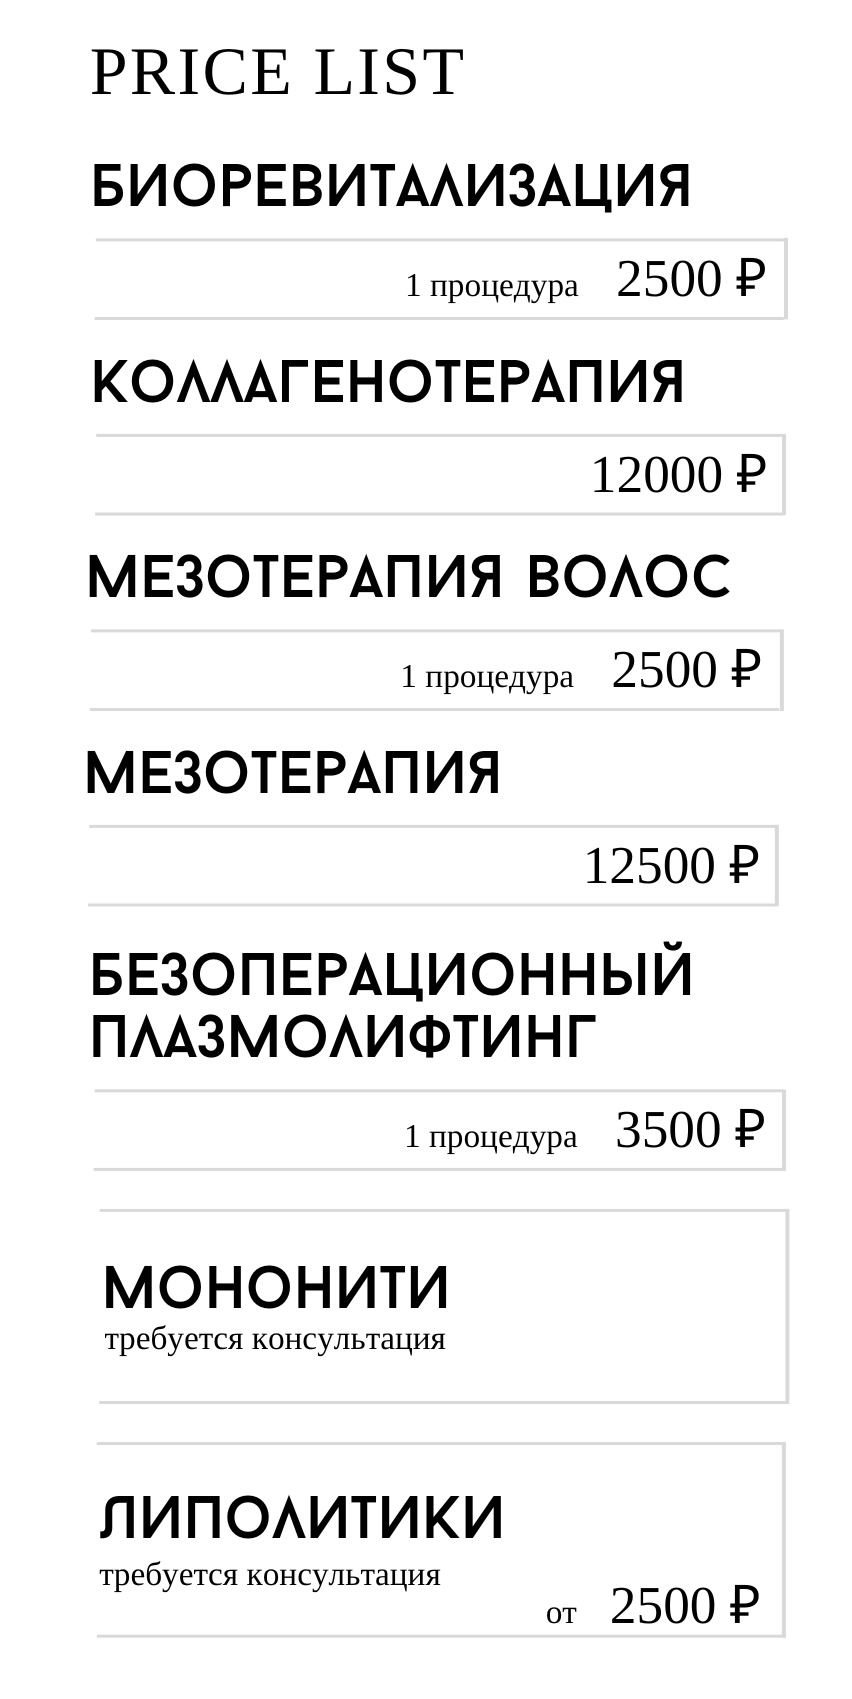 PRICE LIST
БИОРЕВИТАЛИЗАЦИЯ
1 процедура 2500 ₽
КОЛЛАГЕНОТЕРАПИЯ
12000 ₽
МЕЗОТЕРАПИЯ ВОЛОС
1 процедура 2500 ₽
МЕЗОТЕРАПИЯ
12500 ₽
БЕЗОПЕРАЦИОННЫЙ
ПЛАЗМОЛИФТИНГ
1 процедура 3500 ₽
МОНОНИТИ
требуется консультация
ЛИПОЛИТИКИ
требуется консультация
от 2500 ₽